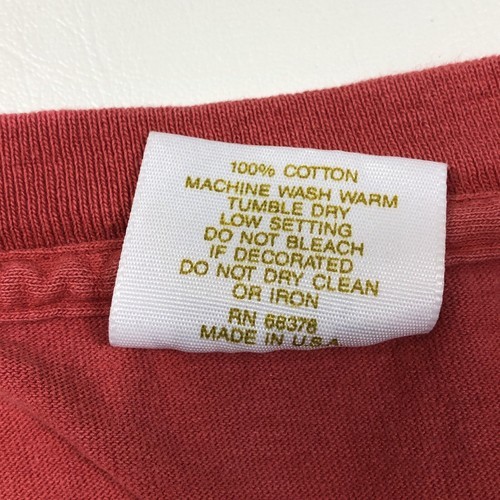 100% COTTON
MACHINE WASH WARM
TUMBLE DRY
LOW SETTING
DO NOT BLEACH
IF DECORATED
DO NOT DRY CLEAN
OR IRON
RN 68378
MADE IN U.S.A.